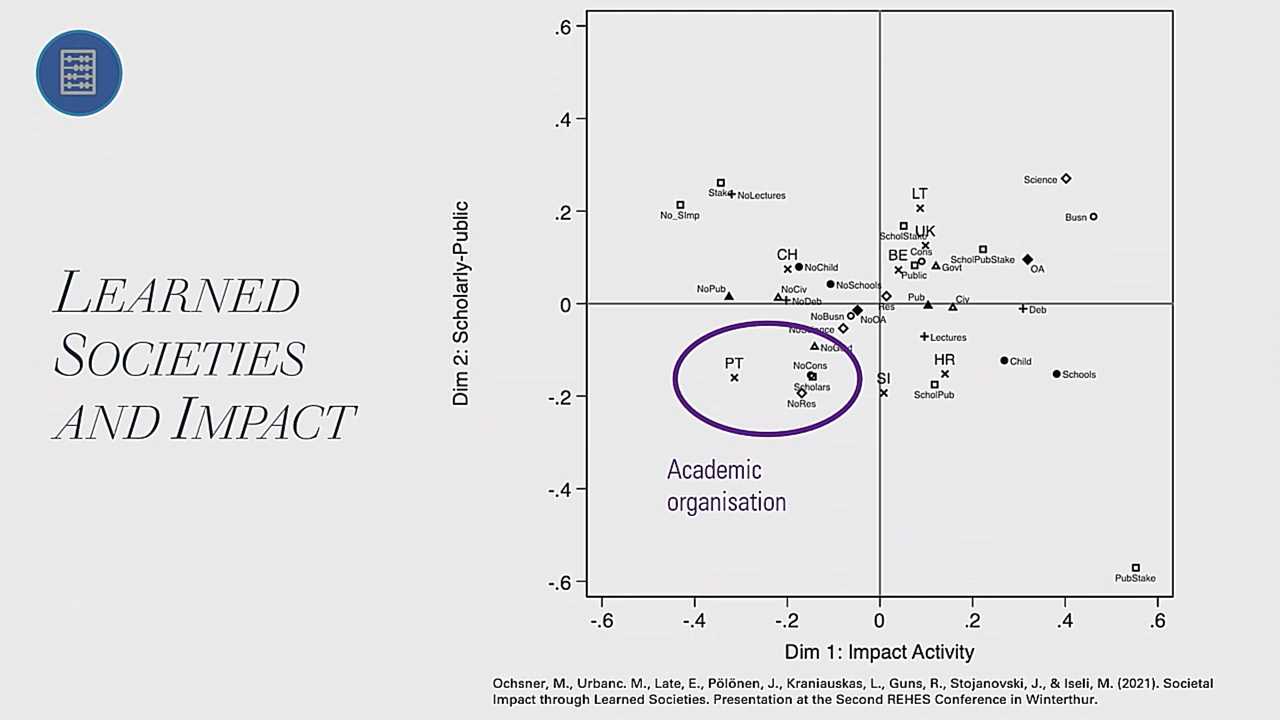 LEARNED
SOCIETIES
AND IMPACT
Dim 2: Scholarly-Public
.6
.4
.2
0
-.2
-.4
-.6
-.6
-.4
-.2
0
.2
.4
.6
Dim 1: Impact Activity
Stake
NoLectures
No_SImp
CH
NoChild
NoSchools
NoPub
NoCiv
NoDeb
NoBusn
NoOA
NoScience
NoGovt
PT
NoCons
Scholars
NoRes
Academic
organisation
LT
Science
Busn
ScholStake
UK
BE
Cons
Public
Govt
ScholPubStake
OA
Res
Pub
Civ
Deb
Lectures
HR
Child
Schools
SI
ScholPub
PubStake
Ochsner, M., Urbanc. M., Late, E., Pölönen, J., Kraniauskas, L., Guns, R., Stojanovski, J., & Iseli, M. (2021). Societal
Impact through Learned Societies. Presentation at the Second REHES Conference in Winterthur.